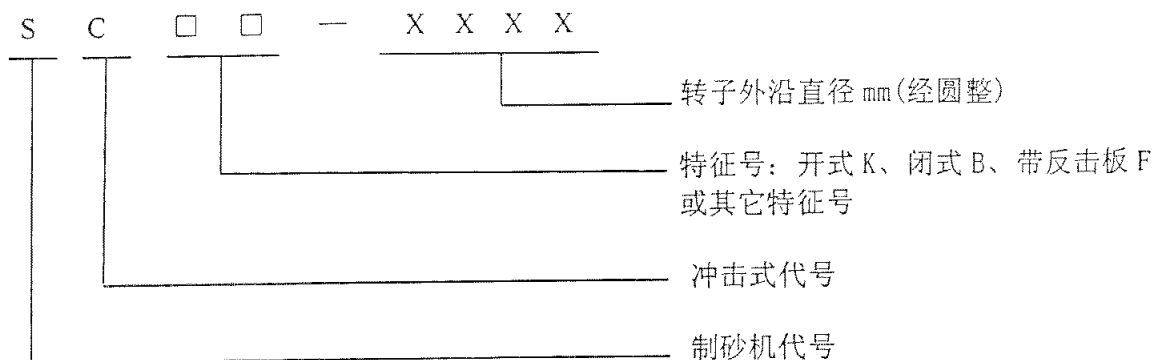 S C □ □ — X X X X
转子外沿直径 mm(经圆整)
特征号：开式 K、闭式 B、带反击板 F
或其它特征号
冲击式代号
制砂机代号